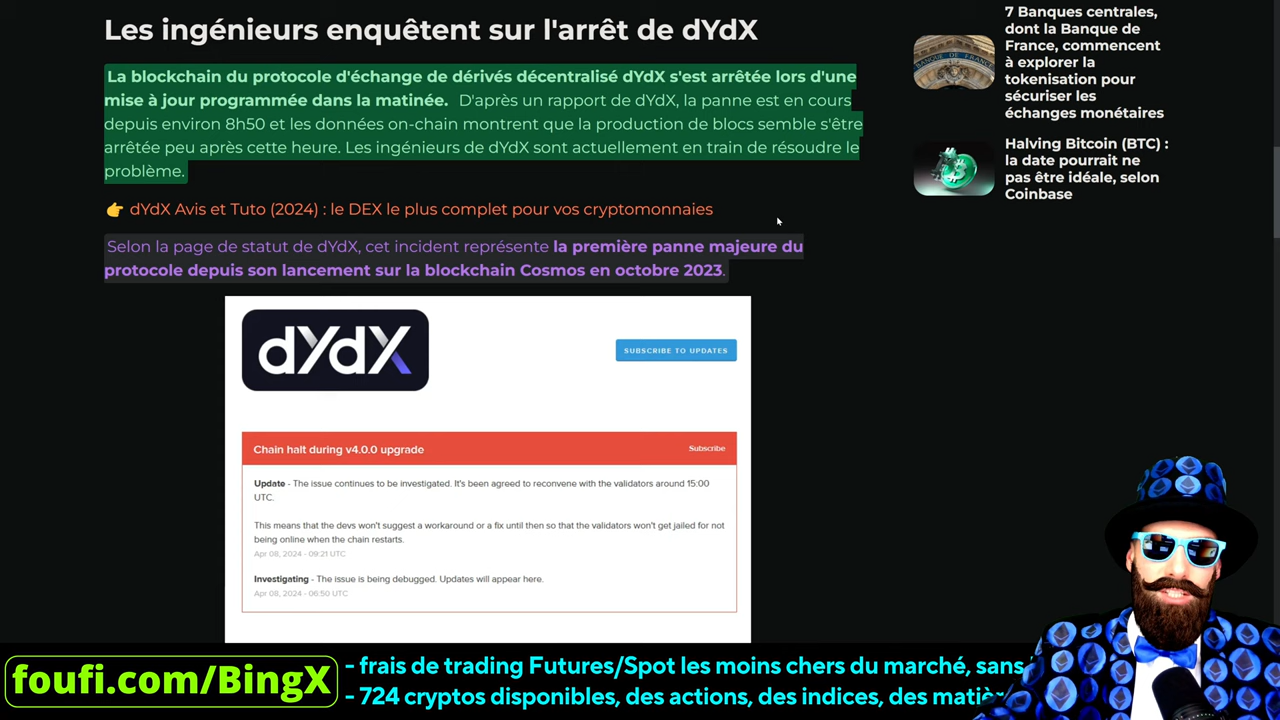 Les ingénieurs enquêtent sur l'arrêt de dYdX
La blockchain du protocole d'échange de dérivés décentralisé dYdX s'est arrêtée lors d'une
mise à jour programmée dans la matinée. D'après un rapport de dYdX, la panne est en cours
depuis environ 8h50 et les données on-chain montrent que la production de blocs semble s'être
arrêtée peu après cette heure. Les ingénieurs de dYdX sont actuellement en train de résoudre le
problème.
👉 dYdX Avis et Tuto (2024) : le DEX le plus complet pour vos cryptomonnaies
Selon la page de statut de dYdX, cet incident représente la première panne majeure du
protocole depuis son lancement sur la blockchain Cosmos en octobre 2023.
dYdX
SUBSCRIBE TO UPDATES
Chain halt during v4.0.0 upgrade
Subscribe
Update - The issue continues to be investigated. It's been agreed to reconvene with the validators around 15:00
UTC.
This means that the devs won't suggest a workaround or a fix until then so that the validators won't get jailed for not
being online when the chain restarts.
Apr 08, 2024 - 09:21 UTC
Investigating - The issue is being debugged. Updates will appear here.
Apr 08, 2024 - 06:50 UTC
7 Banques centrales,
dont la Banque de
France, commencent
à explorer la
tokenisation pour
sécuriser les
échanges monétaires
BANQUE DE FRANCE
Halving Bitcoin (BTC) :
la date pourrait ne
pas être idéale, selon
Coinbase
foufi.com/BingX
- frais de trading Futures/Spot les moins chers du marché, sans
- 724 cryptos disponibles, des actions, des indices, des matièr